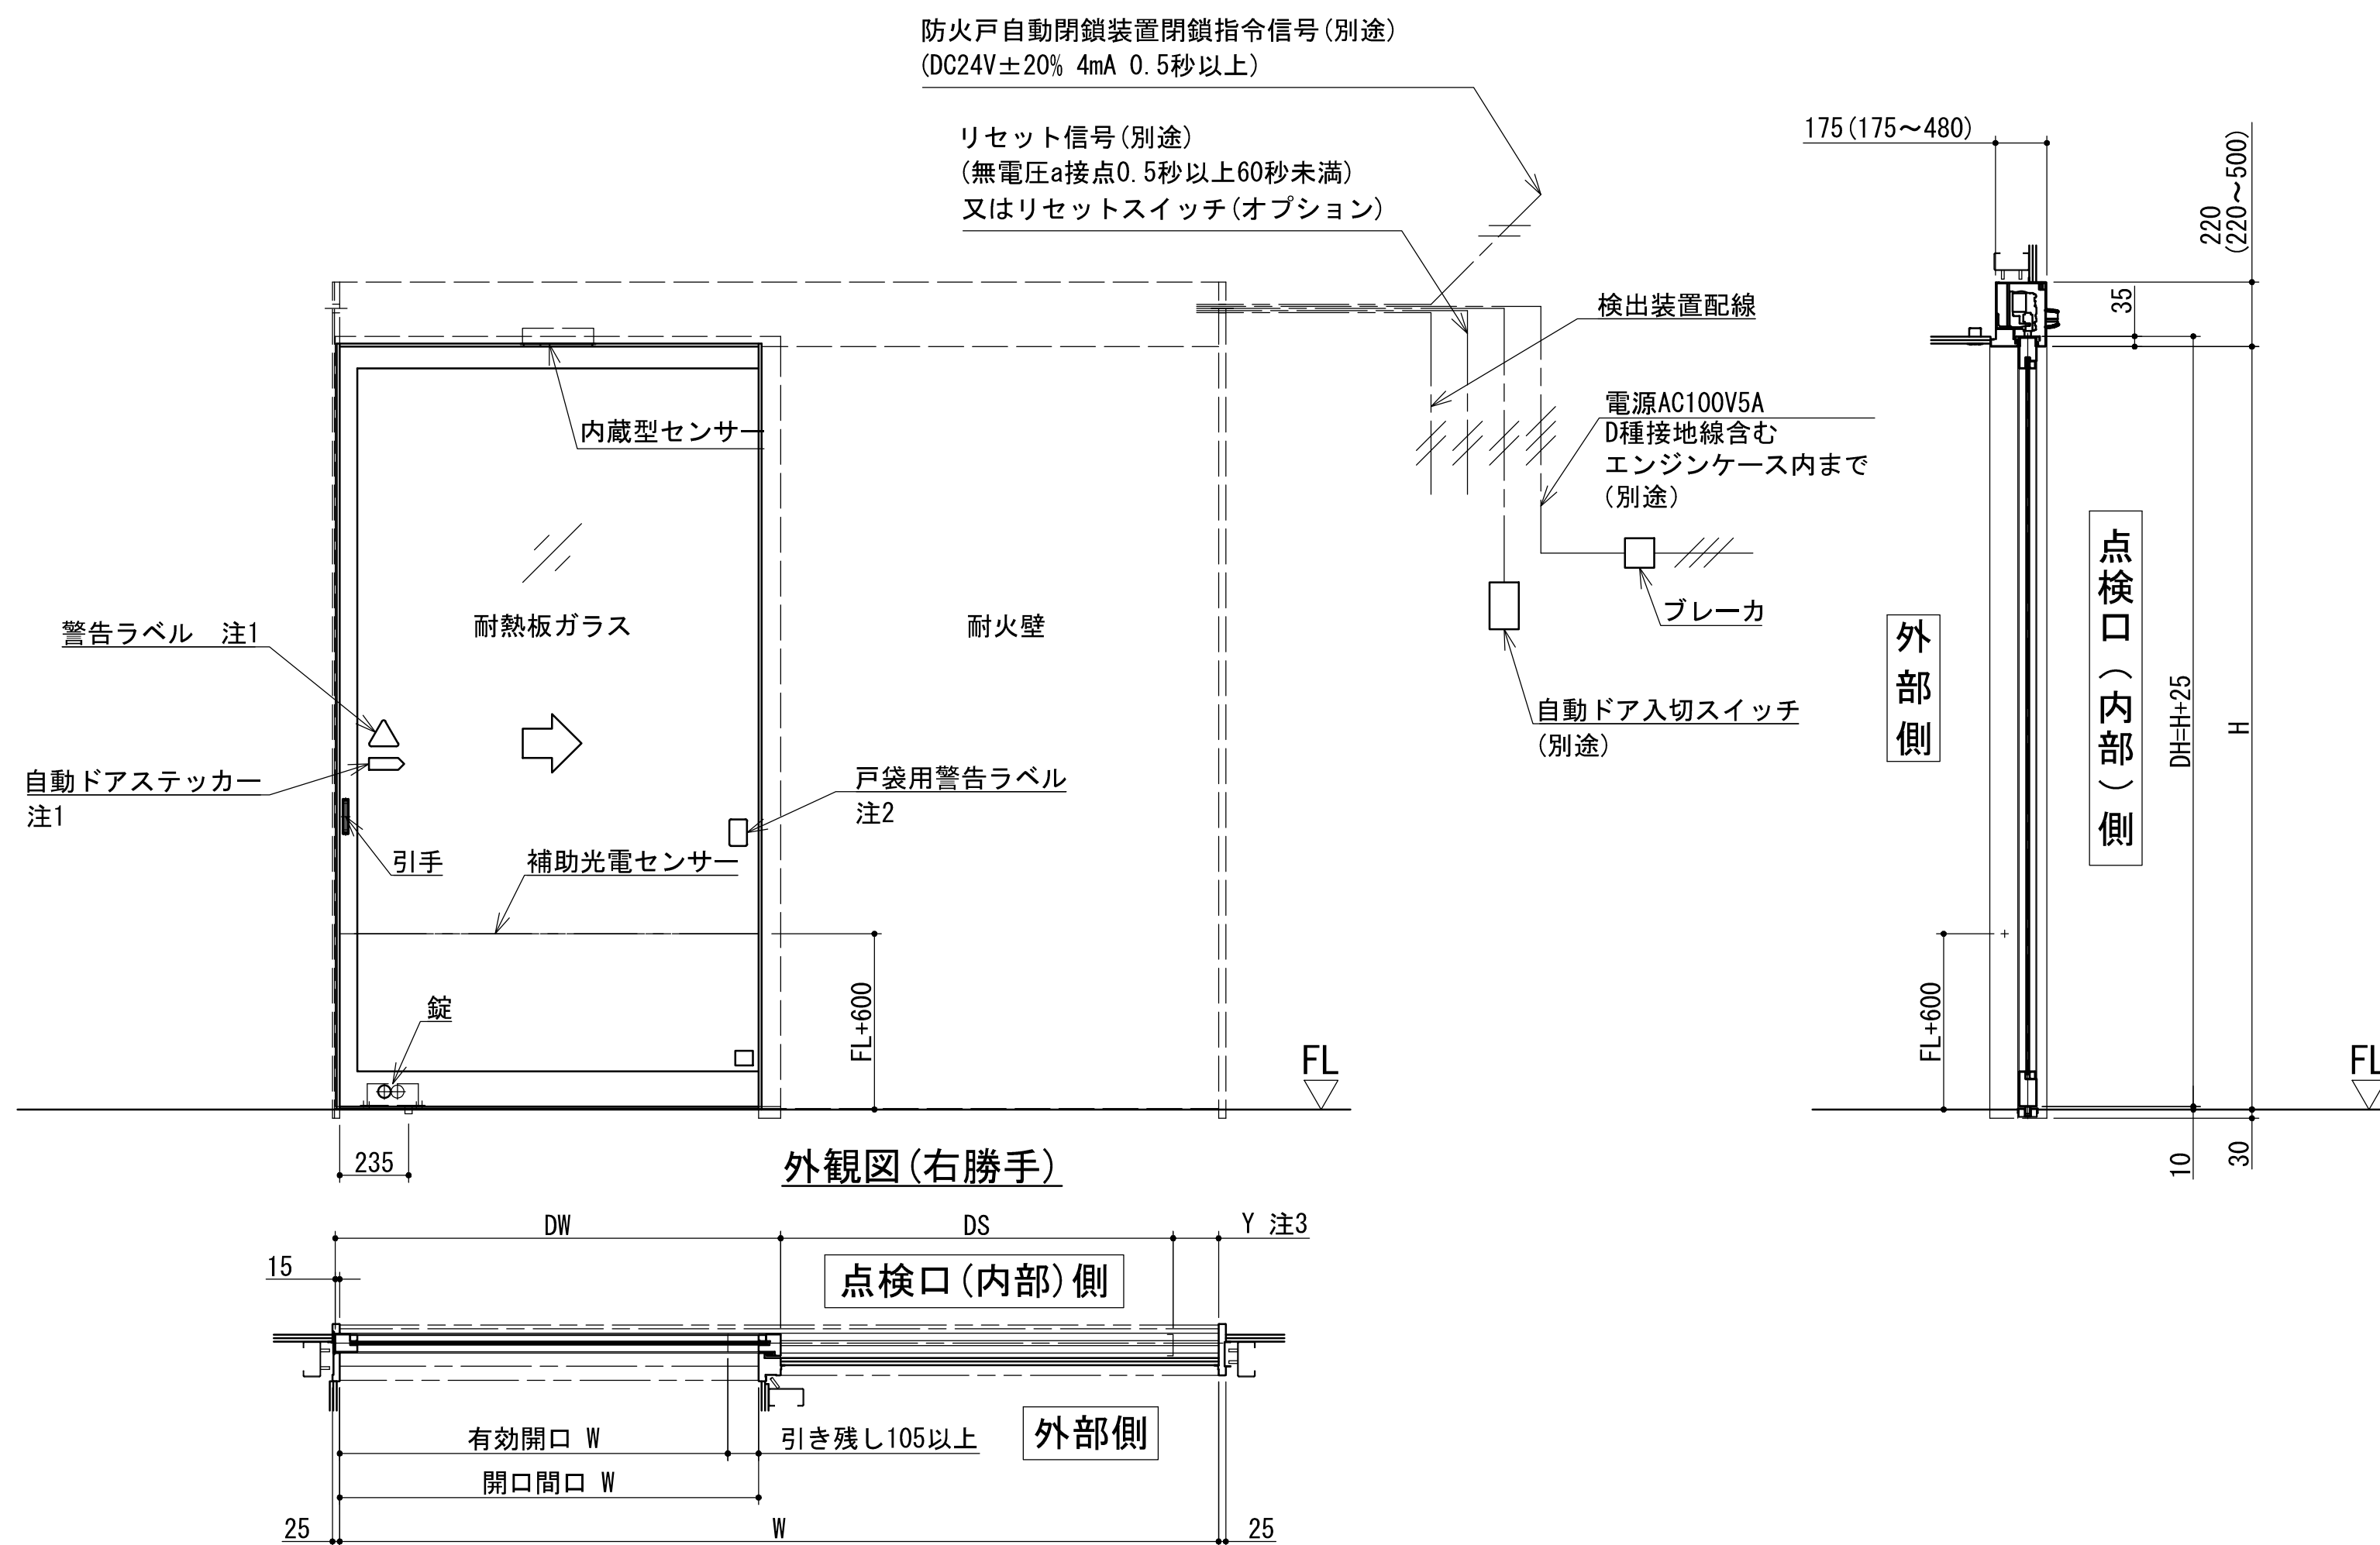 防火戸自動閉鎖装置閉鎖指令信号(別途)
(DC24V±20% 4mA 0.5秒以上)
リセット信号(別途)
(無電圧a接点0.5秒以上60秒未満)
又はリセットスイッチ(オプション)
検出装置配線
電源AC100V5A
D種接地線含む
エンジンケース内まで
(別途)
ブレーカ
自動ドア入切スイッチ
(別途)
内蔵型センサー
耐熱板ガラス
耐火壁
警告ラベル 注1
自動ドアステッカー
注1
引手
戸袋用警告ラベル
注2
補助光電センサー
錠
FL+600
FL
235
外観図(右勝手)
175(175～480)
220
(220～500)
35
外部側
点検口(内部)側
DH=H+25
H
FL+600
FL
10
30
DW
DS
Y 注3
15
点検口(内部)側
外部側
有効開口 W
引き残し105以上
開口間口 W
25
W
25